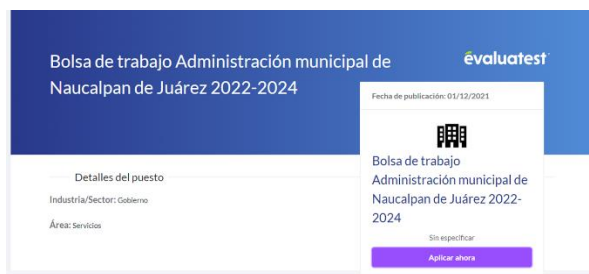 Bolsa de trabajo Administración municipal de
Naucalpan de Juárez 2022-2024
évaluatest
Fecha de publicación: 01/12/2021
Bolsa de trabajo
Administración municipal de
Naucalpan de Juárez 2022-
2024
Sin especificar
Aplicar ahora
Detalles del puesto
Industria/Sector: Gobierno
Área: Servicios